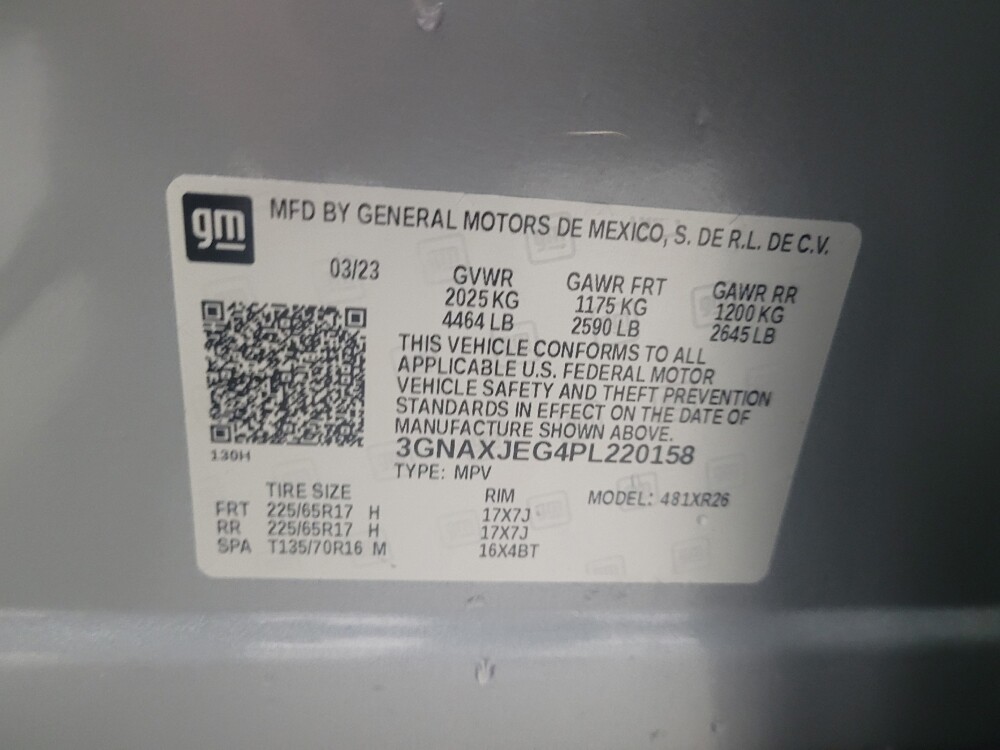 gm
MFD BY GENERAL MOTORS DE MEXICO, S. DE R.L. DE C.V.
03/23
GVWR GAWR FRT GAWR RR
2025 KG 1175 KG 1200 KG
4464 LB 2590 LB 2645 LB
THIS VEHICLE CONFORMS TO ALL
APPLICABLE U.S. FEDERAL MOTOR
VEHICLE SAFETY AND THEFT PREVENTION
STANDARDS IN EFFECT ON THE DATE OF
MANUFACTURE SHOWN ABOVE.
3GNAXJEG4PL220158
130H
TYPE: MPV
TIRE SIZE RIM MODEL: 481XR26
FRT 225/65R17 H 17X7J
RR 225/65R17 H 17X7J
SPA T135/70R16 M 16X4BT